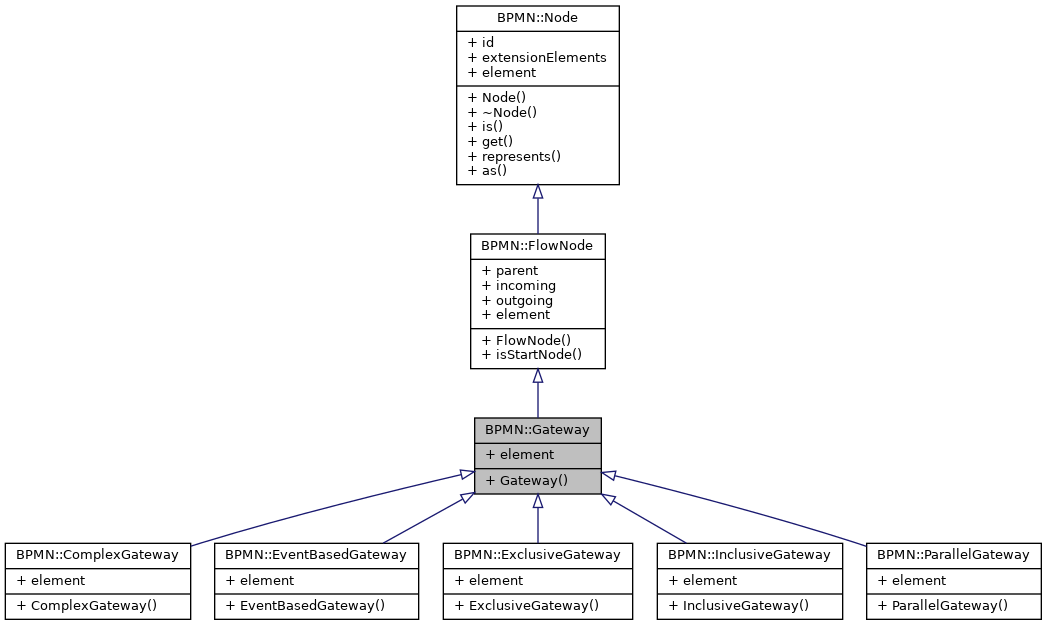 BPMN::Node
+ id
+ extensionElements
+ element
+ Node()
+ ~Node()
+ is()
+ get()
+ represents()
+ as()
BPMN::FlowNode
+ parent
+ incoming
+ outgoing
+ element
+ FlowNode()
+ isStartNode()
BPMN::Gateway
+ element
+ Gateway()
BPMN::ComplexGateway
+ element
+ ComplexGateway()
BPMN::EventBasedGateway
+ element
+ EventBasedGateway()
BPMN::ExclusiveGateway
+ element
+ ExclusiveGateway()
BPMN::InclusiveGateway
+ element
+ InclusiveGateway()
BPMN::ParallelGateway
+ element
+ ParallelGateway()